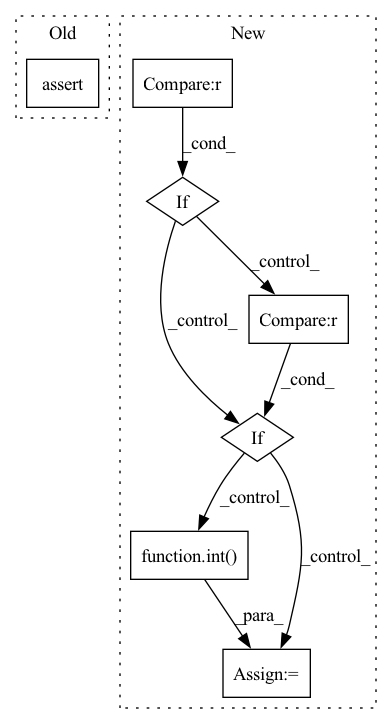 Old
New
assert
Compare:r
_cond_
If
_control_
_control_
Compare:r
_cond_
If
_control_
_control_
function.int()
_para_
Assign:=